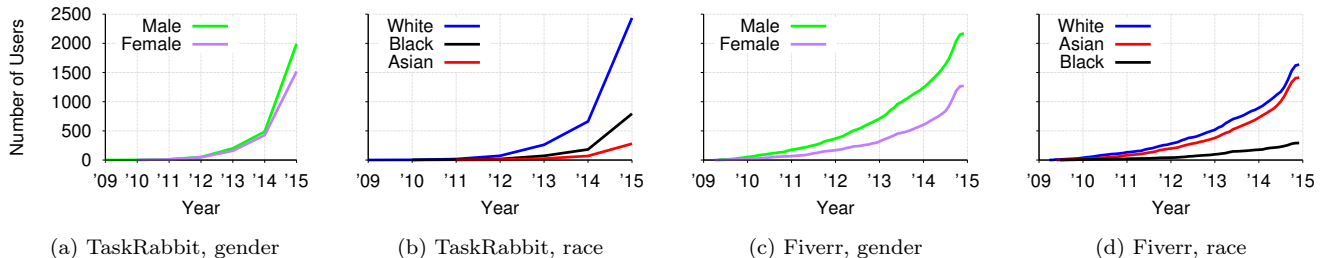 Number of Users
2500
2000
1500
1000
500
0
Male
Female
'09 '10 '11 '12 '13 '14 '15
Year
(a) TaskRabbit, gender
White
Black
Asian
'09 '10 '11 '12 '13 '14 '15
Year
(b) TaskRabbit, race
Male
Female
'09 '10 '11 '12 '13 '14 '15
Year
(c) Fiverr, gender
White
Asian
Black
'09 '10 '11 '12 '13 '14 '15
Year
(d) Fiverr, race